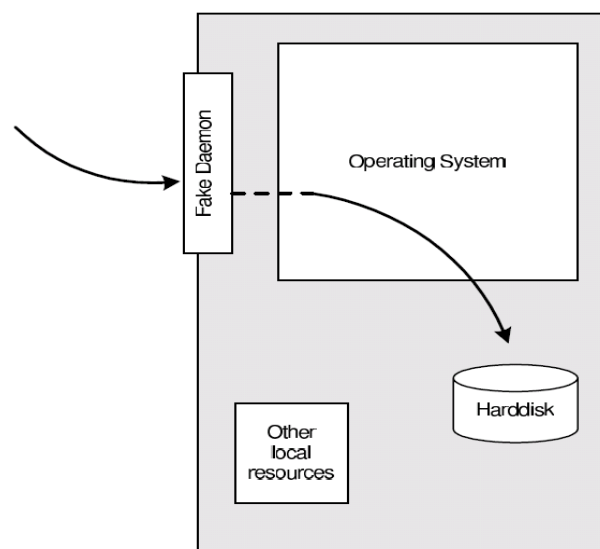 Fake Daemon
Operating System
Harddisk
Other
local
resources